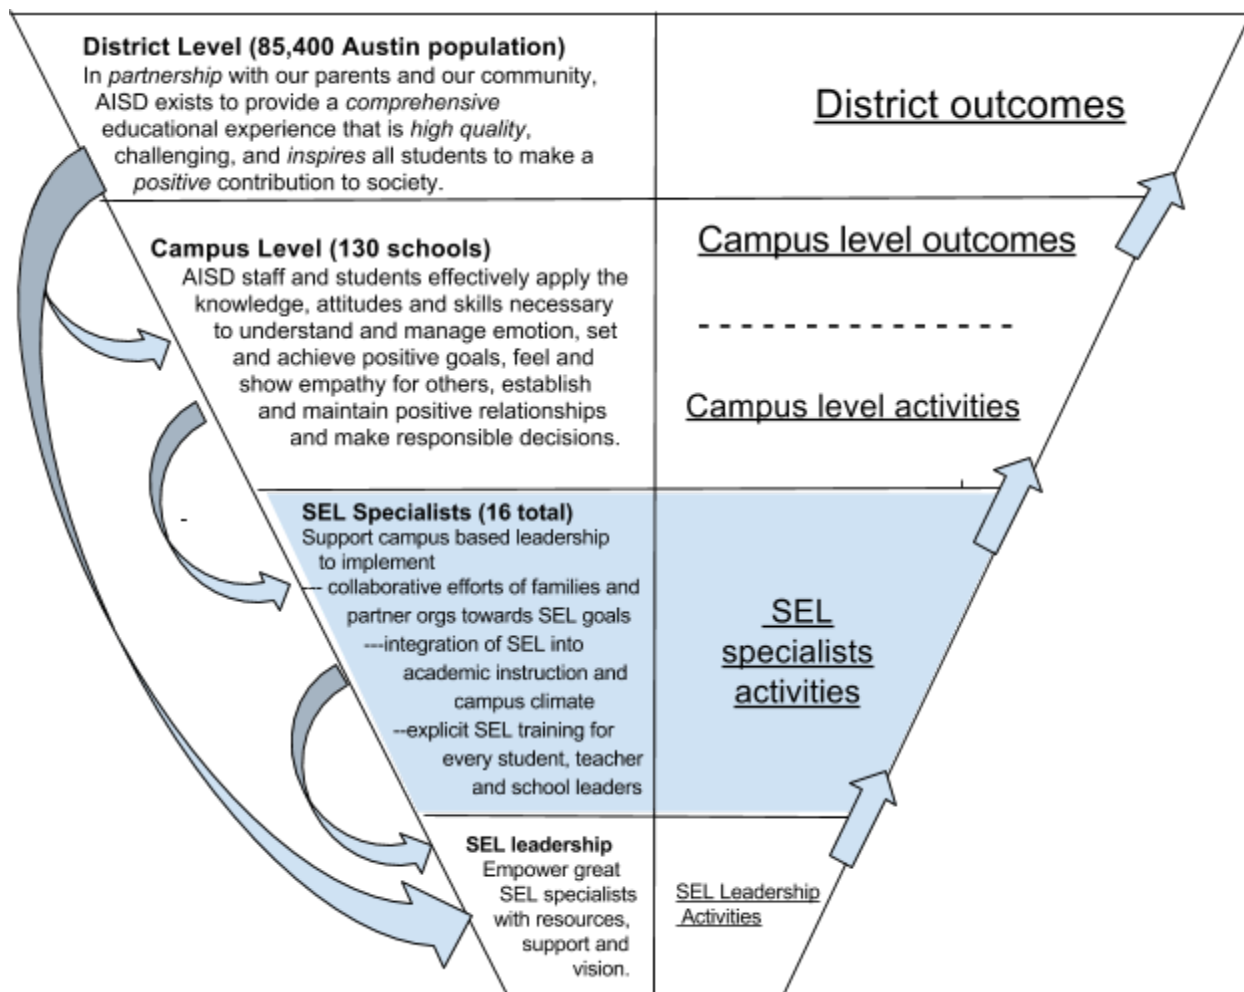 District Level (85,400 Austin population)
In partnership with our parents and our community,
AISD exists to provide a comprehensive
educational experience that is high quality,
challenging, and inspires all students to make a
positive contribution to society.
District outcomes
Campus Level (130 schools)
AISD staff and students effectively apply the
knowledge, attitudes and skills necessary
to understand and manage emotion, set
and achieve positive goals, feel and
show empathy for others, establish
and maintain positive relationships
and make responsible decisions.
Campus level outcomes
Campus level activities
SEL Specialists (16 total)
Support campus based leadership
to implement
--- collaborative efforts of families and
partner orgs towards SEL goals
---integration of SEL into
academic instruction and
campus climate
--explicit SEL training for
every student, teacher
and school leaders
SEL
specialists
activities
SEL leadership
Empower great
SEL specialists
with resources,
support and
vision.
SEL Leadership
Activities